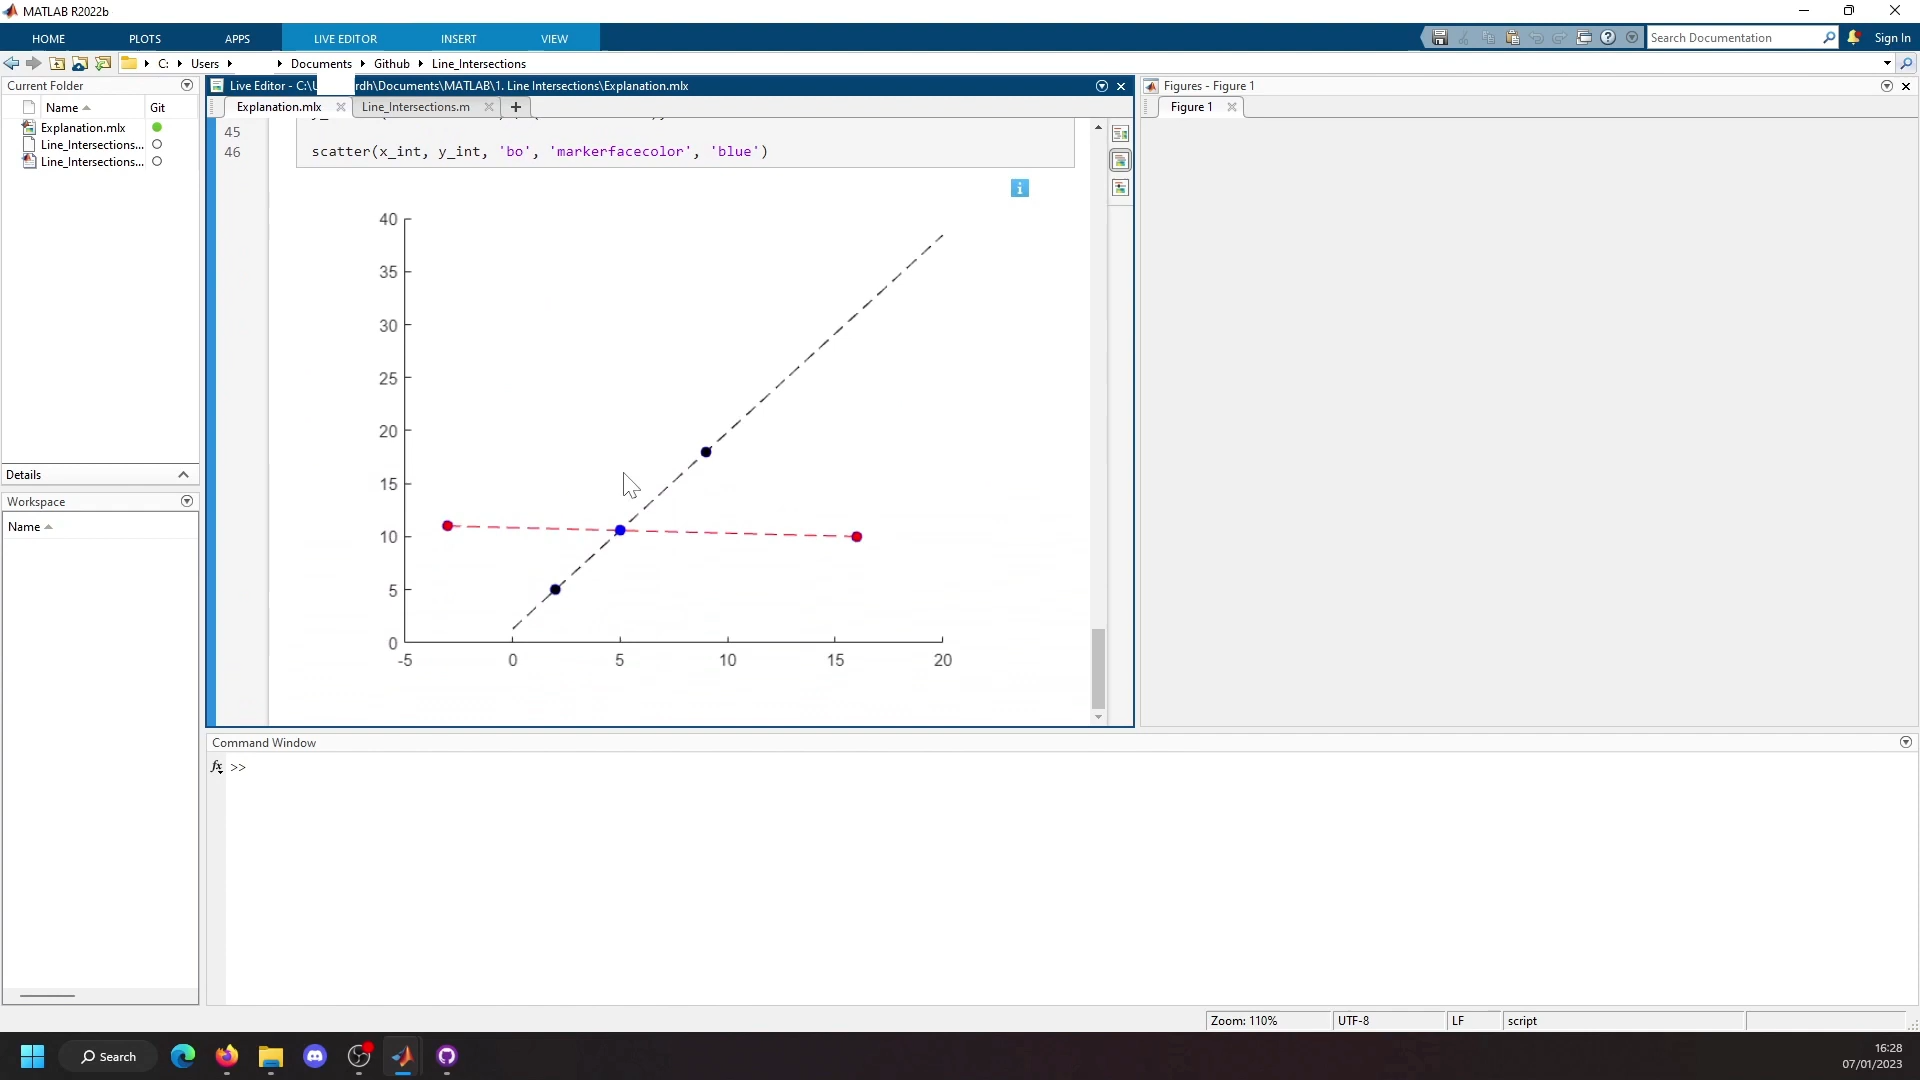 MATLAB R2022b
HOME PLOTS APPS LIVE EDITOR INSERT VIEW
Search Documentation
Sign In
C: Users Documents Github Line_Intersections
Current Folder
Name Git
Explanation.mlx
Line_Intersections...
Line_Intersections...
Details
Workspace
Name
Live Editor - C:\U rdh\Documents\MATLAB\1. Line Intersections\Explanation.mlx
Explanation.mlx Line_Intersections.m +
45
46 scatter(x_int, y_int, 'bo', 'markerfacecolor', 'blue')
i
40
35
30
25
20
15
10
5
0
-5 0 5 10 15 20
Figures - Figure 1
Figure 1
Command Window
fx >>
Zoom: 110% UTF-8 LF script
Search
16:28
07/01/2023